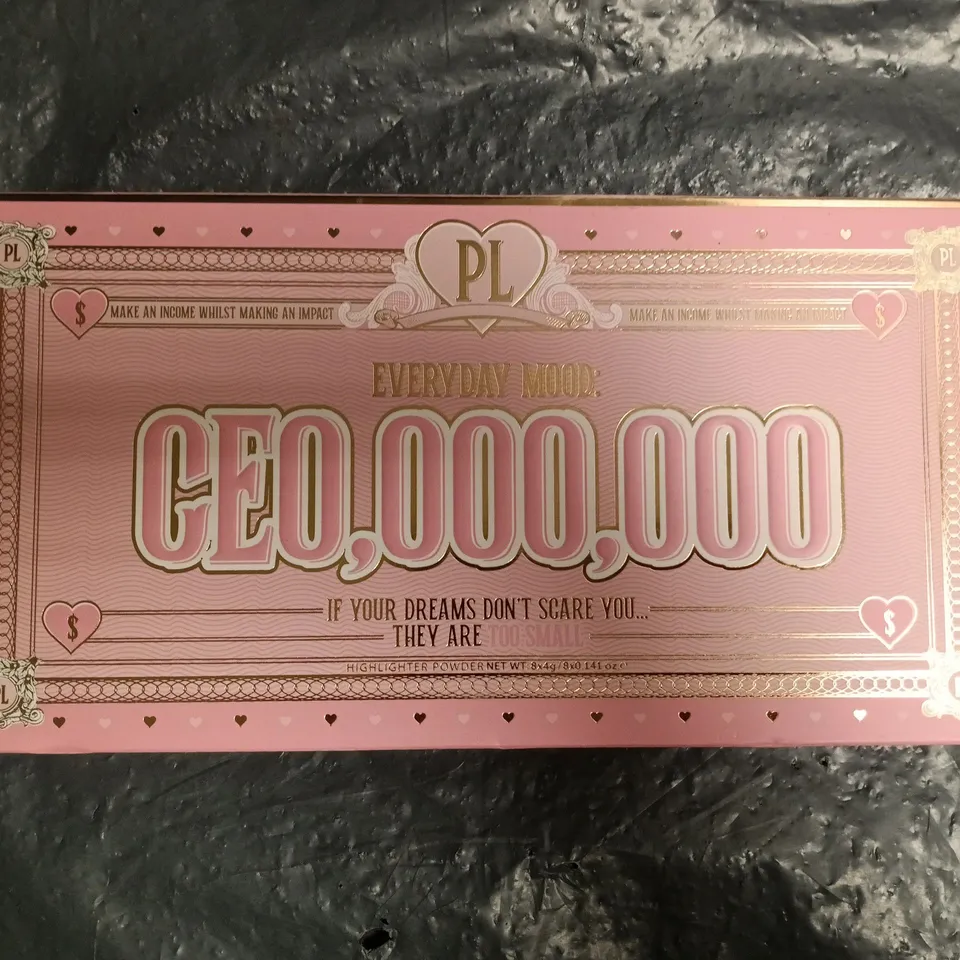 PL
PL
PL
$
MAKE AN INCOME WHILST MAKING AN IMPACT
MAKE AN INCOME WHILST MAKING AN IMPACT
$
EVERYDAY MOOD:
CEO,000,000
$
IF YOUR DREAMS DON'T SCARE YOU...
$
THEY ARE TOO SMALL
HIGHLIGHTER POWDER NET WT. 8x4g/8x0.141 oz e
PL